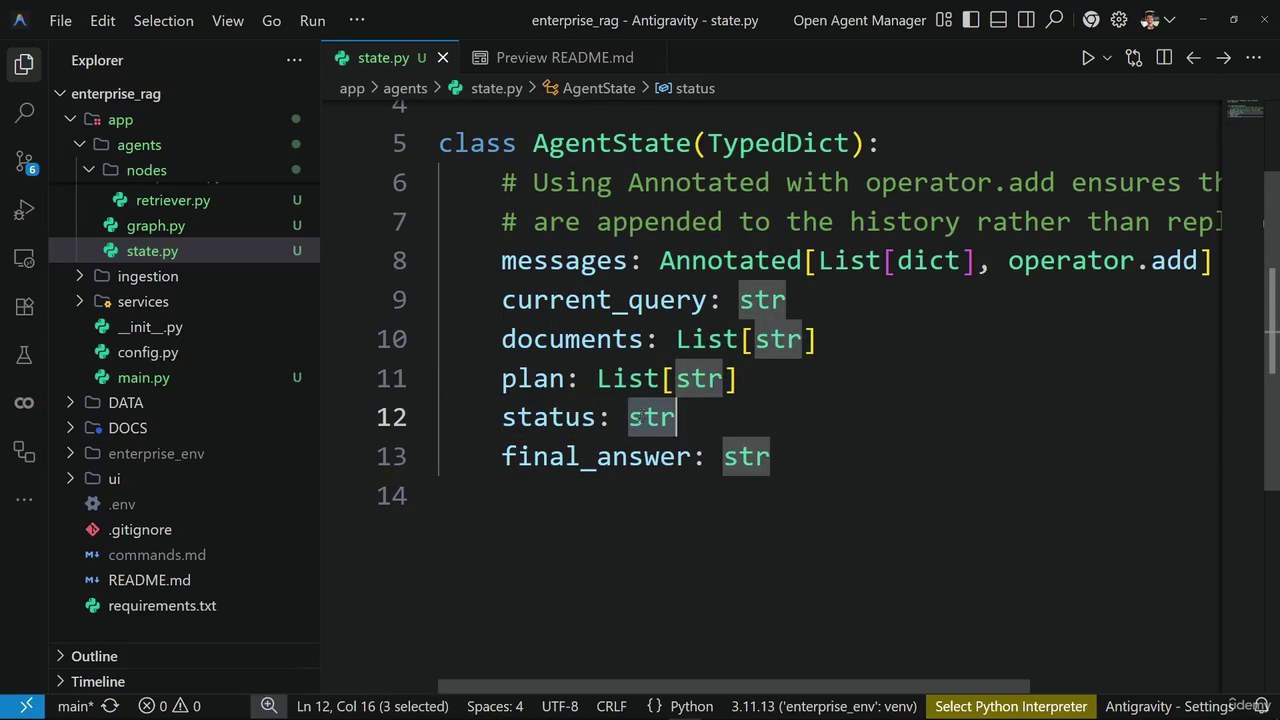 File Edit Selection View Go Run ··· enterprise_rag - Antigravity - state.py Open Agent Manager
Explorer ···
state.py U
Preview README.md
app > agents > state.py > AgentState > status
enterprise_rag
app
agents
nodes
retriever.py U
graph.py U
state.py U
ingestion
services
__init__.py
config.py
main.py U
DATA
DOCS
enterprise_env
ui
.env
.gitignore
commands.md
README.md
requirements.txt
Outline
Timeline
6
4
5 class AgentState(TypedDict):
6 # Using Annotated with operator.add ensures
7 # are appended to the history rather than
8 messages: Annotated[List[dict], operator.add]
9 current_query: str
10 documents: List[str]
11 plan: List[str]
12 status: str
13 final_answer: str
14
main* 0 0 Ln 12, Col 16 (3 selected) Spaces: 4 UTF-8 CRLF {} Python 3.11.13 ('enterprise_env': venv) Select Python Interpreter Antigravity - Settings
Udemy